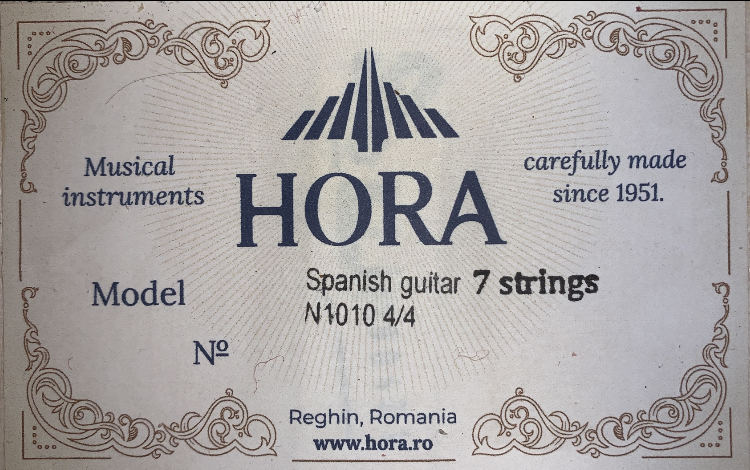 HORA
Musical
instruments
carefully made
since 1951.
Model
Spanish guitar 7 strings
N1010 4/4
Nº
Reghin, Romania
www.hora.ro